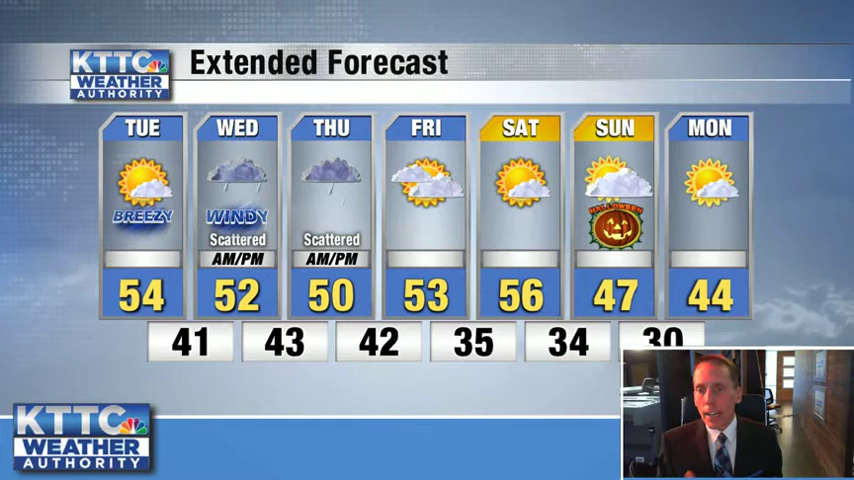 KTTC
WEATHER
AUTHORITY
Extended Forecast
TUE
WED
THU
FRI
SAT
SUN
MON
BREEZY
WINDY
HALLOWEEN
Scattered
Scattered
AM/PM
AM/PM
54
52
50
53
56
47
44
41
43
42
35
34
30
KTTC
WEATHER
AUTHORITY